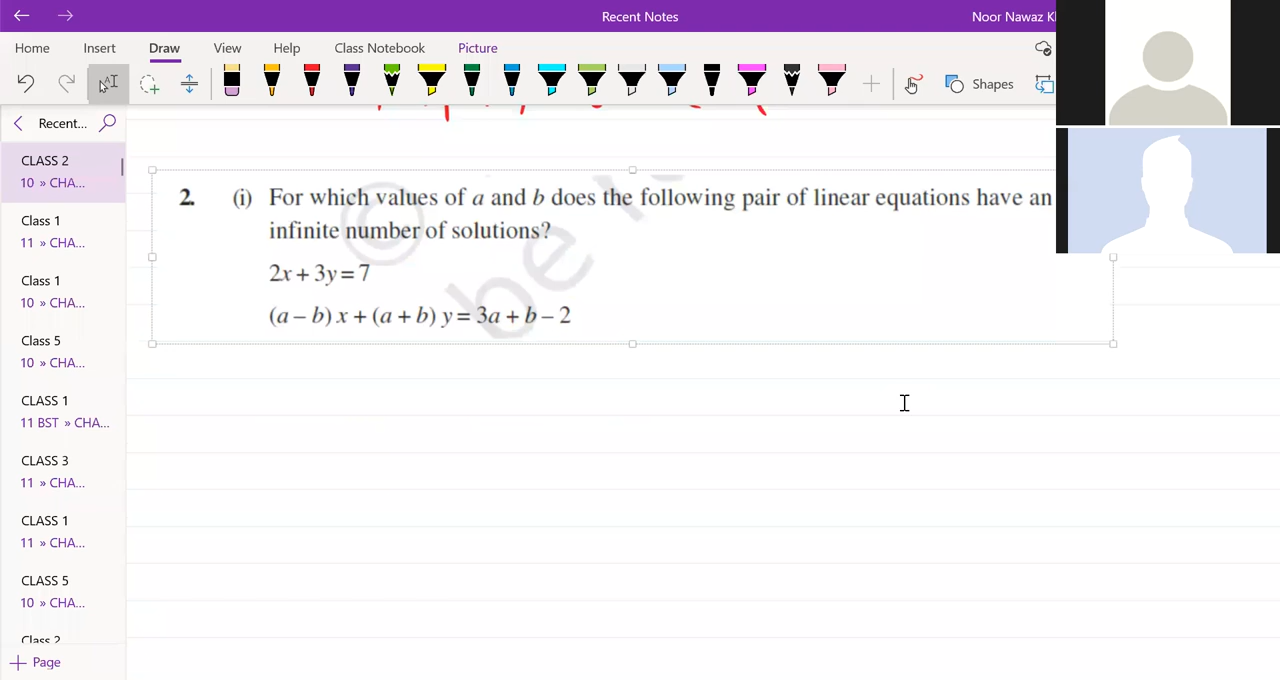 Recent Notes
Noor Nawaz
Home Insert Draw View Help Class Notebook Picture
Shapes
Recent...
CLASS 2
10 » CHA...
Class 1
11 » CHA...
Class 1
10 » CHA...
Class 5
10 » CHA...
CLASS 1
11 BST » CHA...
CLASS 3
11 » CHA...
CLASS 1
11 » CHA...
CLASS 5
10 » CHA...
Class 2
+ Page
2. (i) For which values of a and b does the following pair of linear equations have an
infinite number of solutions?
2x + 3y = 7
(a – b) x + (a + b) y = 3a + b – 2
© be